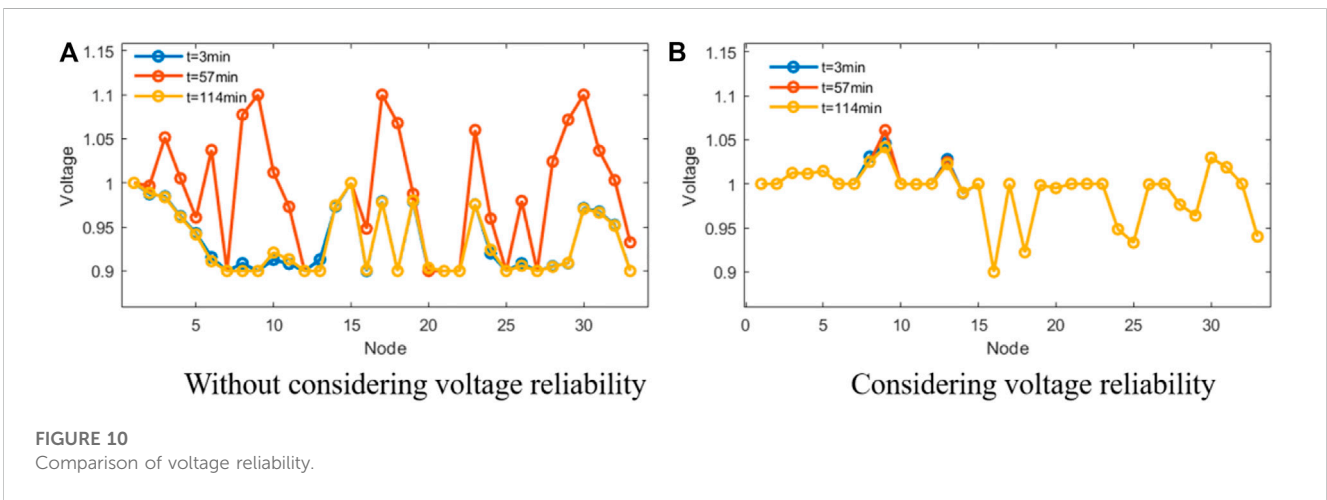 A
1.15
1.1
1.05
1
0.95
0.9
Voltage
t=3min
t=57min
t=114min
5 10 15 20 25 30
Node
Without considering voltage reliability
B
1.15
1.1
1.05
1
0.95
0.9
Voltage
t=3min
t=57min
t=114min
0 5 10 15 20 25 30
Node
Considering voltage reliability
FIGURE 10
Comparison of voltage reliability.